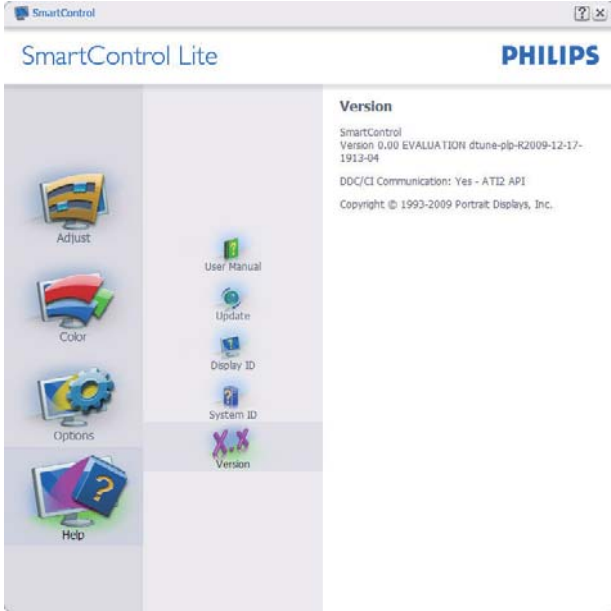 SmartControl
SmartControl Lite
PHILIPS
Adjust
Color
Options
Help
User Manual
Update
Display ID
System ID
X.X
Version
Version
SmartControl
Version 0.00 EVALUATION dtune-plp-R2009-12-17-
1913-04
DDC/CI Communication: Yes - ATI2 API
Copyright © 1993-2009 Portrait Displays, Inc.